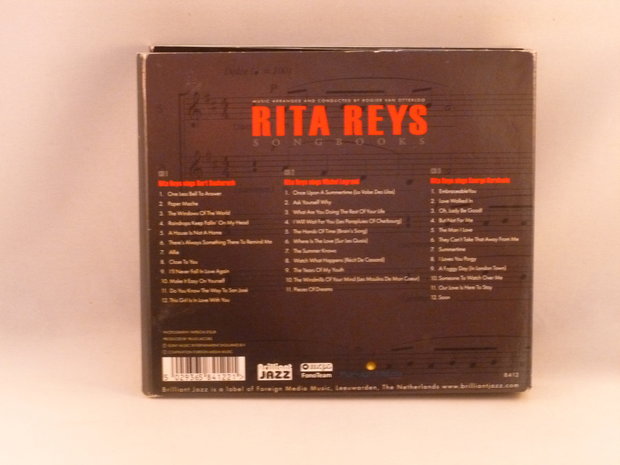 MUSIC ARRANGED AND CONDUCTED BY ROGIER VAN OTTERLOO
RITA REYS
SONGBOOKS
CD 1
Rita Reys sings Burt Bacharach
1. One Less Bell To Answer
2. Paper Mache
3. The Windows Of The World
4. Raindrops Keep Fallin' On My Head
5. A House Is Not A Home
6. There's Always Something There To Remind Me
7. Alfie
8. Close To You
9. I'll Never Fall In Love Again
10. Make It Easy On Yourself
11. Do You Know The Way To San José
12. This Girl Is In Love With You
CD 2
Rita Reys sings Michel Legrand
1. Once Upon A Summertime (La Valse Des Lilas)
2. Ask Yourself Why
3. What Are You Doing The Rest Of Your Life
4. I Will Wait For You (Les Parapluies Of Cherbourg)
5. The Hands Of Time (Brian's Song)
6. Where Is The Love (Sur Les Quais)
7. The Summer Knows
8. Watch What Happens (Récit De Cassard)
9. The Years Of My Youth
10. The Windmills Of Your Mind (Les Moulins De Mon Coeur)
11. Pieces Of Dreams
CD 3
Rita Reys sings George Gershwin
1. Embraceable You
2. Love Walked In
3. Oh, Lady Be Good!
4. But Not For Me
5. The Man I Love
6. They Can't Take That Away From Me
7. Summertime
8. I Loves You Porgy
9. A Foggy Day (In London Town)
10. Someone To Watch Over Me
11. Our Love Is Here To Stay
12. Soon
5 029365 841221
Brilliant
JAZZ
FonoTeam
8412
Brilliant Jazz is a label of Foreign Media Music, Leeuwarden, The Netherlands www.brilliantjazz.com